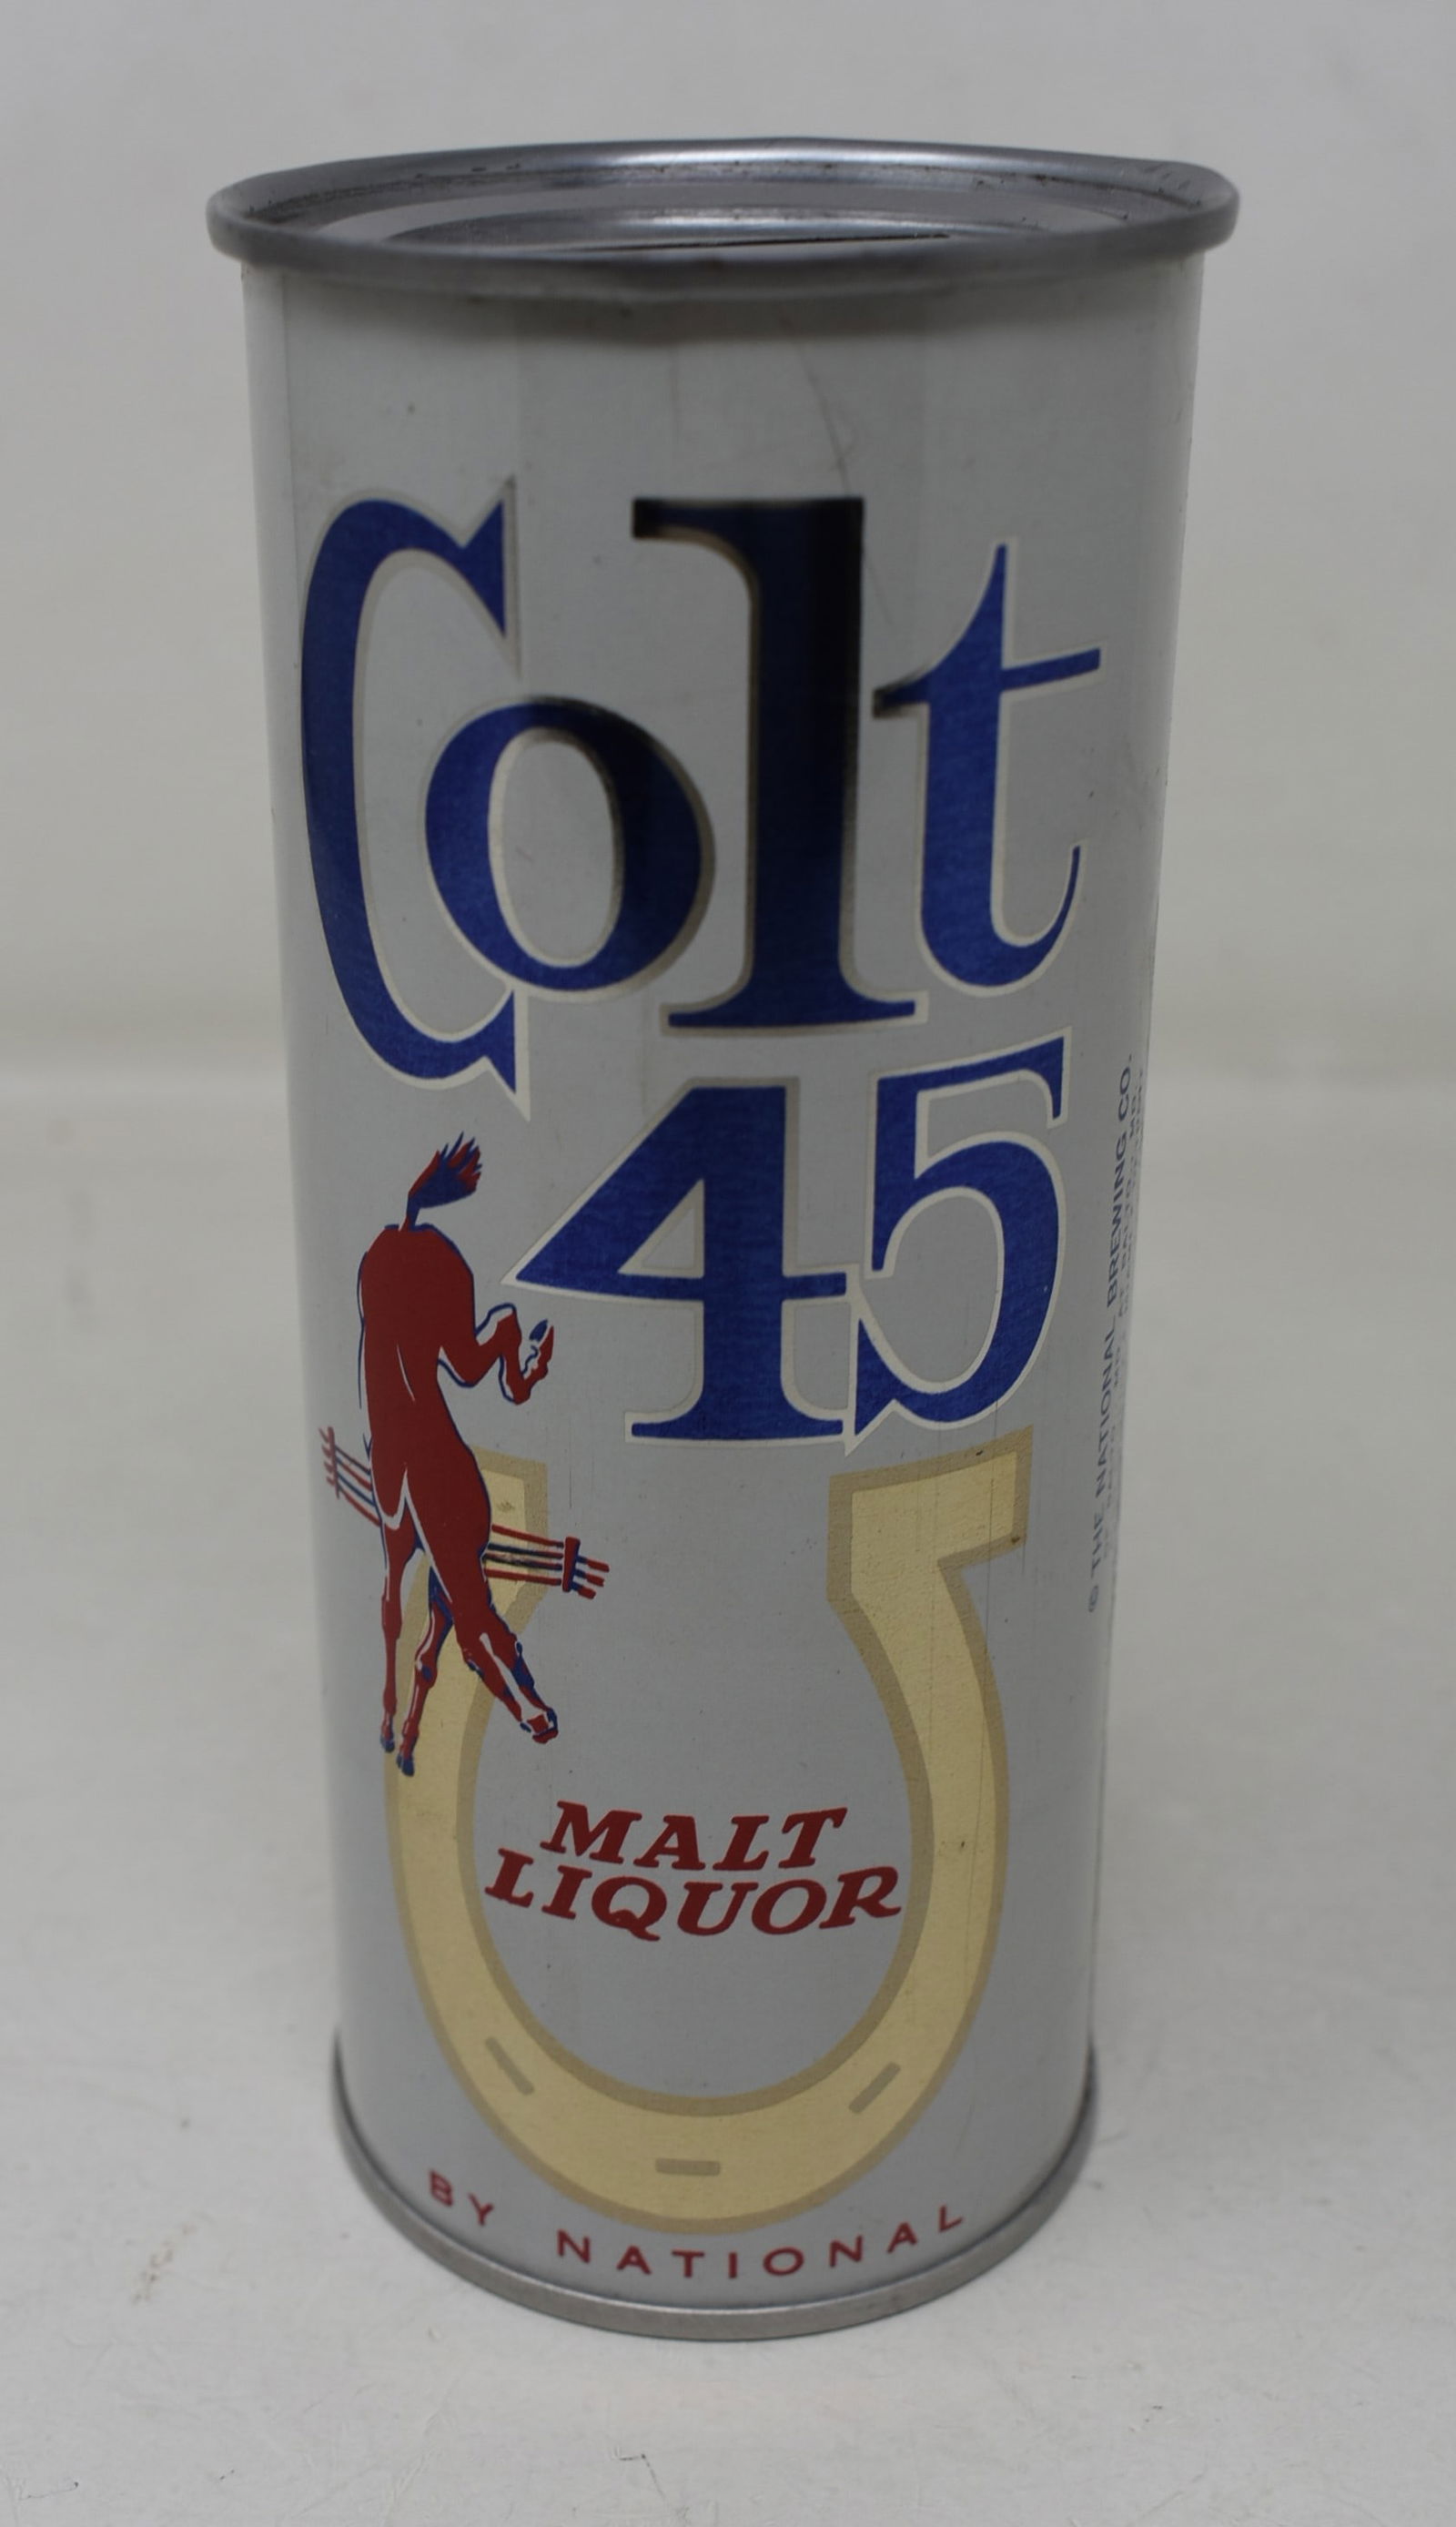 Colt
45
MALT
LIQUOR
BY NATIONAL
© THE NATIONAL BREWING CO.